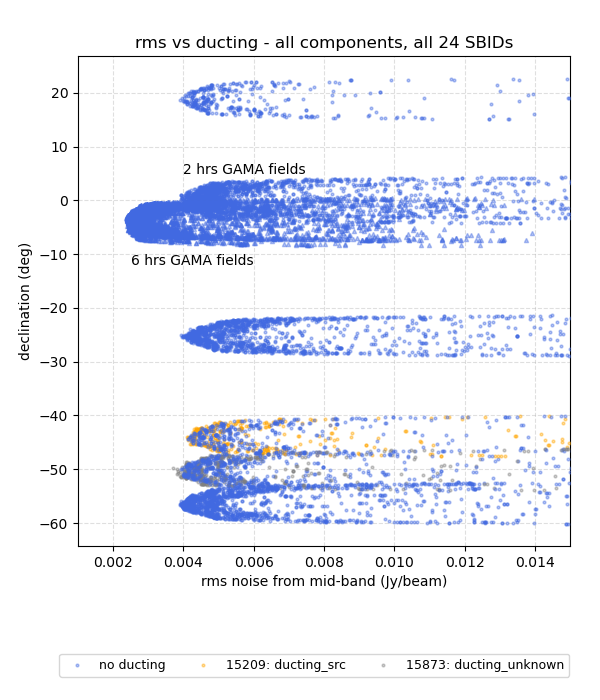 rms vs ducting - all components, all 24 SBIDs
20
10
0
−10
−20
−30
−40
−50
−60
declination (deg)
2 hrs GAMA fields
6 hrs GAMA fields
0.002 0.004 0.006 0.008 0.010 0.012 0.014
rms noise from mid-band (Jy/beam)
no ducting 15209: ducting_src 15873: ducting_unknown